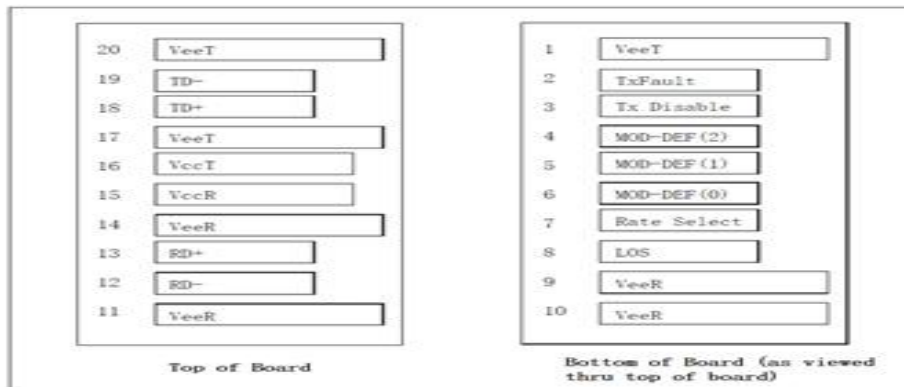 20 VeeT
19 TD-
18 TD+
17 VeeT
16 VccT
15 VccR
14 VeeR
13 RD+
12 RD-
11 VeeR
Top of Board
1 VeeT
2 TxFault
3 Tx Disable
4 MOD-DEF(2)
5 MOD-DEF(1)
6 MOD-DEF(0)
7 Rate Select
8 LOS
9 VeeR
10 VeeR
Bottom of Board (as viewed
thru top of board)